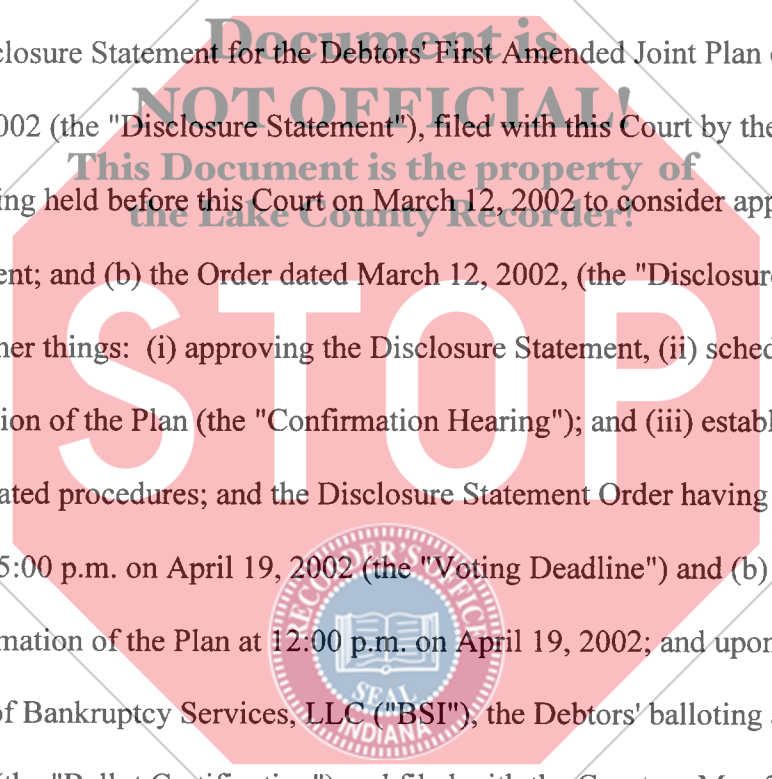 Document is
closure Statement for the Debtors' First Amended Joint Plan
NOT OFFICIAL!
002 (the "Disclosure Statement"), filed with this Court by the
This Document is the property of
ing held before this Court on March 12, 2002 to consider app
the Lake County Recorder!
ent; and (b) the Order dated March 12, 2002, (the "Disclosure
STOP
her things: (i) approving the Disclosure Statement, (ii) sched
ion of the Plan (the "Confirmation Hearing"); and (iii) establ
ated procedures; and the Disclosure Statement Order having
5:00 p.m. on April 19, 2002 (the "Voting Deadline") and (b)
RECORDER'S OFFICE
mation of the Plan at 12:00 p.m. on April 19, 2002; and upon
SEAL
of Bankruptcy Services, LLC ("BSI"), the Debtors' balloting
INDIANA